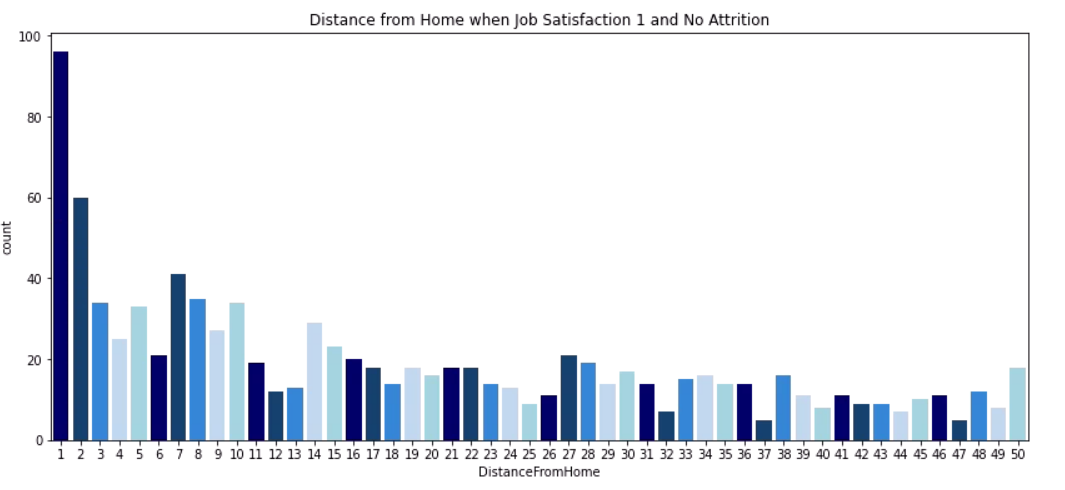 Distance from Home when Job Satisfaction 1 and No Attrition
100
80
60
40
20
0
count
1 2 3 4 5 6 7 8 9 10 11 12 13 14 15 16 17 18 19 20 21 22 23 24 25 26 27 28 29 30 31 32 33 34 35 36 37 38 39 40 41 42 43 44 45 46 47 48 49 50
DistanceFromHome